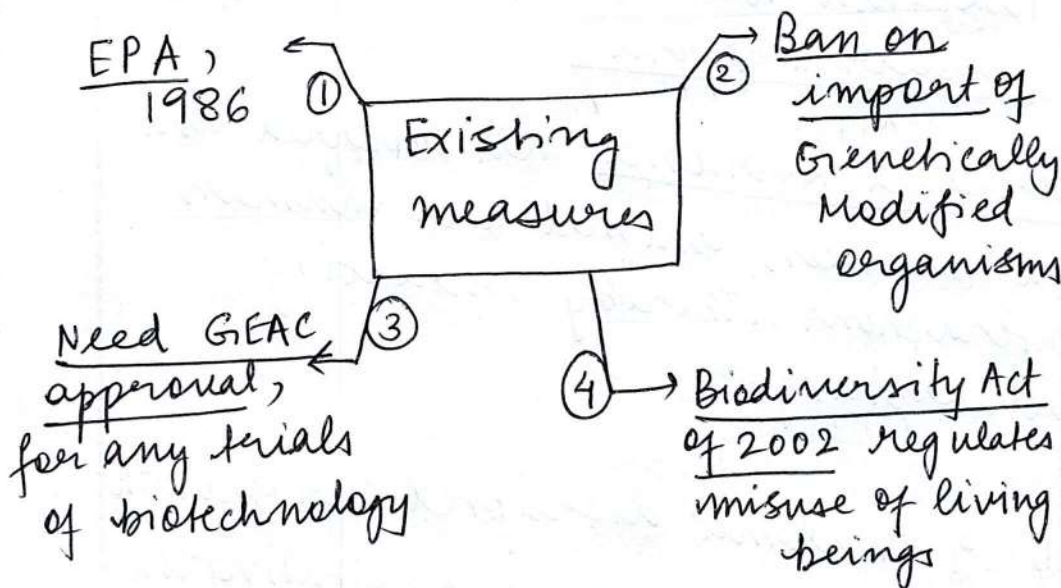 Existing
measures
①
EPA,
1986
②
Ban on
import of
Genetically
Modified
organisms
③
Need GEAC
approval,
for any trials
of biotechnology
④
Biodiversity Act
of 2002 regulates
misuse of living
beings